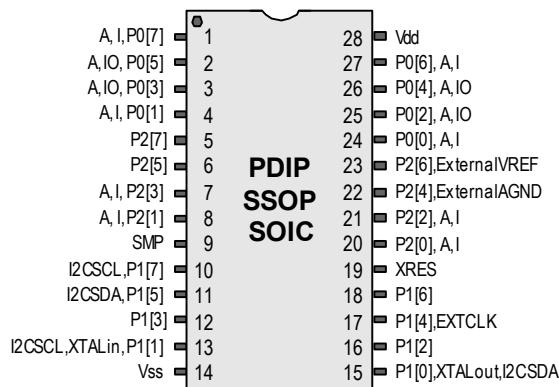 A, I, P0[7] 1 28 Vdd
A, IO, P0[5] 2 27 P0[6], A, I
A, IO, P0[3] 3 26 P0[4], A, IO
A, I, P0[1] 4 25 P0[2], A, IO
P2[7] 5 24 P0[0], A, I
P2[5] 6 PDIP 23 P2[6], External VREF
A, I, P2[3] 7 SSOP 22 P2[4], External AGND
A, I, P2[1] 8 SOIC 21 P2[2], A, I
SMP 9 20 P2[0], A, I
I2CSCL, P1[7] 10 19 XRES
I2CSDA, P1[5] 11 18 P1[6]
P1[3] 12 17 P1[4], EXTCLK
I2CSCL, XTALin, P1[1] 13 16 P1[2]
Vss 14 15 P1[0], XTALout, I2CSDA